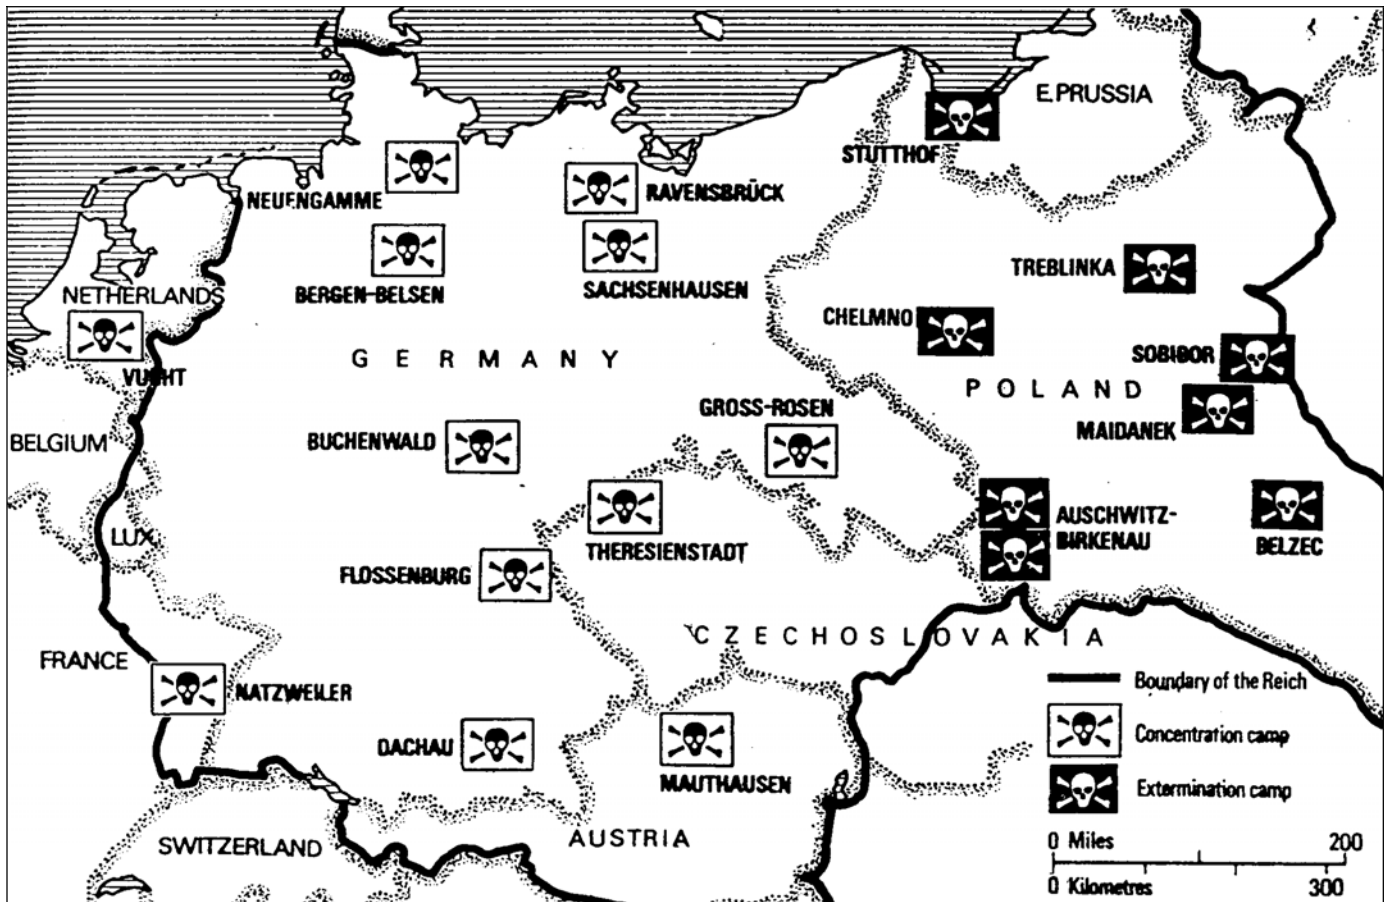 E. PRUSSIA
STUTTHOF
NEUENGAMME
RAVENSBRÜCK
BERGEN-BELSEN
SACHSENHAUSEN
TREBLINKA
NETHERLANDS
CHELMNO
SOBIBOR
VUGHT
GERMANY
POLAND
GROSS-ROSEN
MAIDANEK
BELGIUM
BUCHENWALD
AUSCHWITZ-
BIRKENAU
BELZEC
LUX
THERESIENSTADT
FLOSSENBURG
CZECHOSLOVAKIA
FRANCE
NATZWEILER
DACHAU
MAUTHAUSEN
SWITZERLAND
AUSTRIA
Boundary of the Reich
Concentration camp
Extermination camp
0 Miles 200
0 Kilometres 300